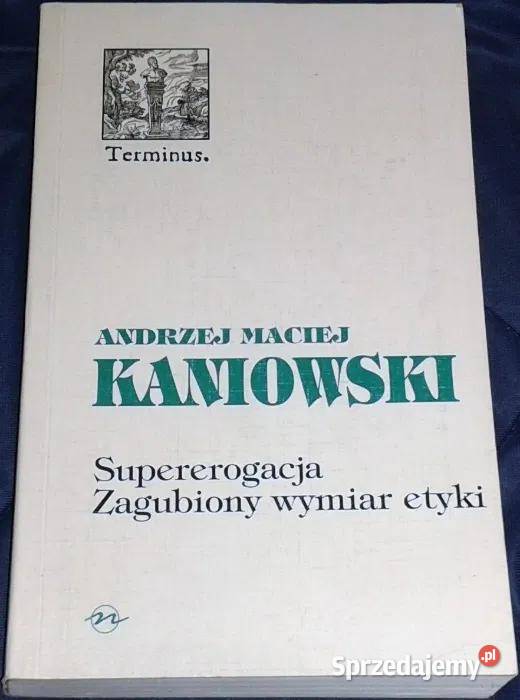 Terminus.
ANDRZEJ MACIEJ
KANIOWSKI
Supererogacja
Zagubiony wymiar etyki
Sprzedajemy.pl